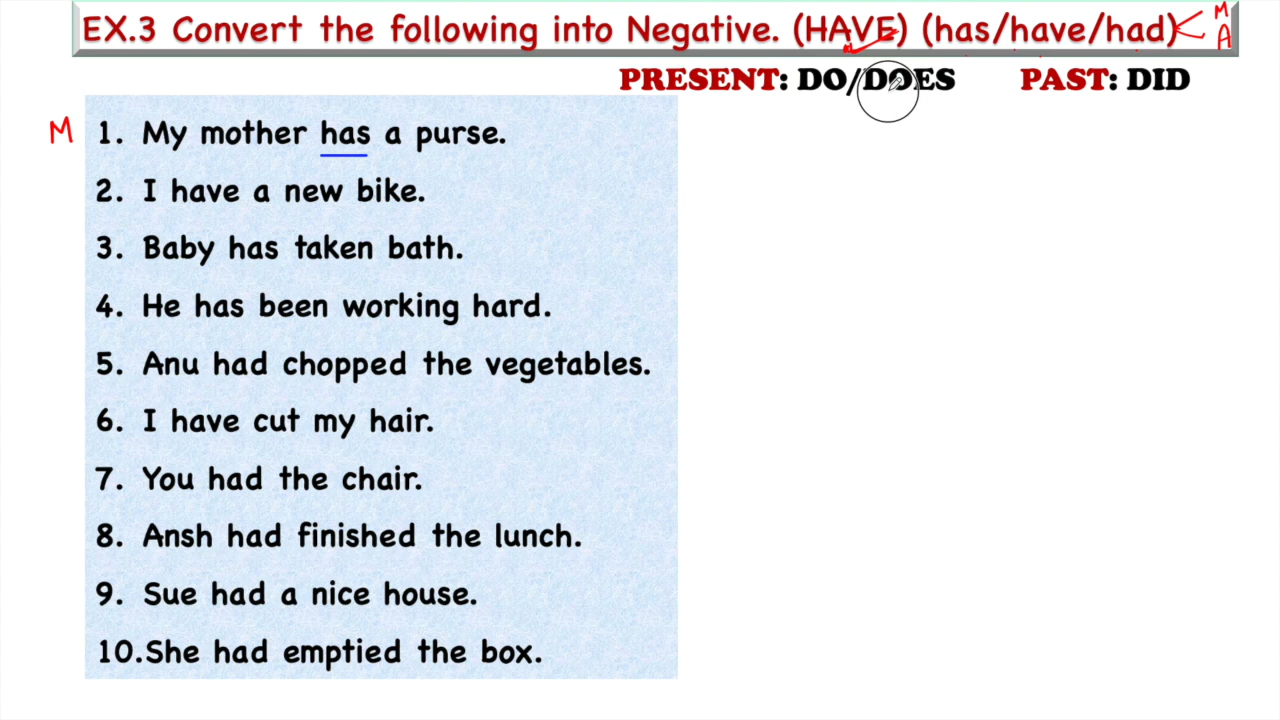 EX.3 Convert the following into Negative. (HAVE) (has/have/had) M
A
PRESENT: DO/DOES PAST: DID
M 1. My mother has a purse.
2. I have a new bike.
3. Baby has taken bath.
4. He has been working hard.
5. Anu had chopped the vegetables.
6. I have cut my hair.
7. You had the chair.
8. Ansh had finished the lunch.
9. Sue had a nice house.
10.She had emptied the box.